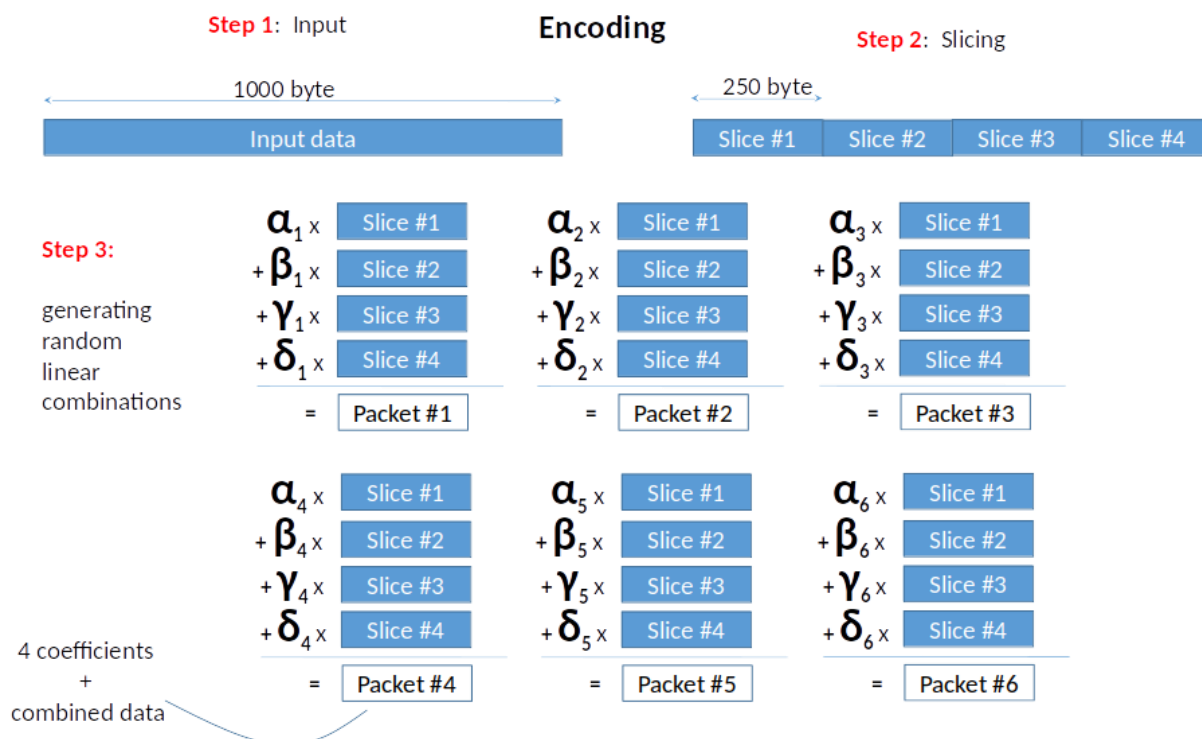 Encoding
Step 1: Input
Step 2: Slicing
1000 byte
250 byte
Input data
Slice #1 Slice #2 Slice #3 Slice #4
Step 3:
generating
random
linear
combinations
α1 x Slice #1
+ β1 x Slice #2
+ γ1 x Slice #3
+ δ1 x Slice #4
= Packet #1
α2 x Slice #1
+ β2 x Slice #2
+ γ2 x Slice #3
+ δ2 x Slice #4
= Packet #2
α3 x Slice #1
+ β3 x Slice #2
+ γ3 x Slice #3
+ δ3 x Slice #4
= Packet #3
α4 x Slice #1
+ β4 x Slice #2
+ γ4 x Slice #3
+ δ4 x Slice #4
= Packet #4
α5 x Slice #1
+ β5 x Slice #2
+ γ5 x Slice #3
+ δ5 x Slice #4
= Packet #5
α6 x Slice #1
+ β6 x Slice #2
+ γ6 x Slice #3
+ δ6 x Slice #4
= Packet #6
4 coefficients
+
combined data